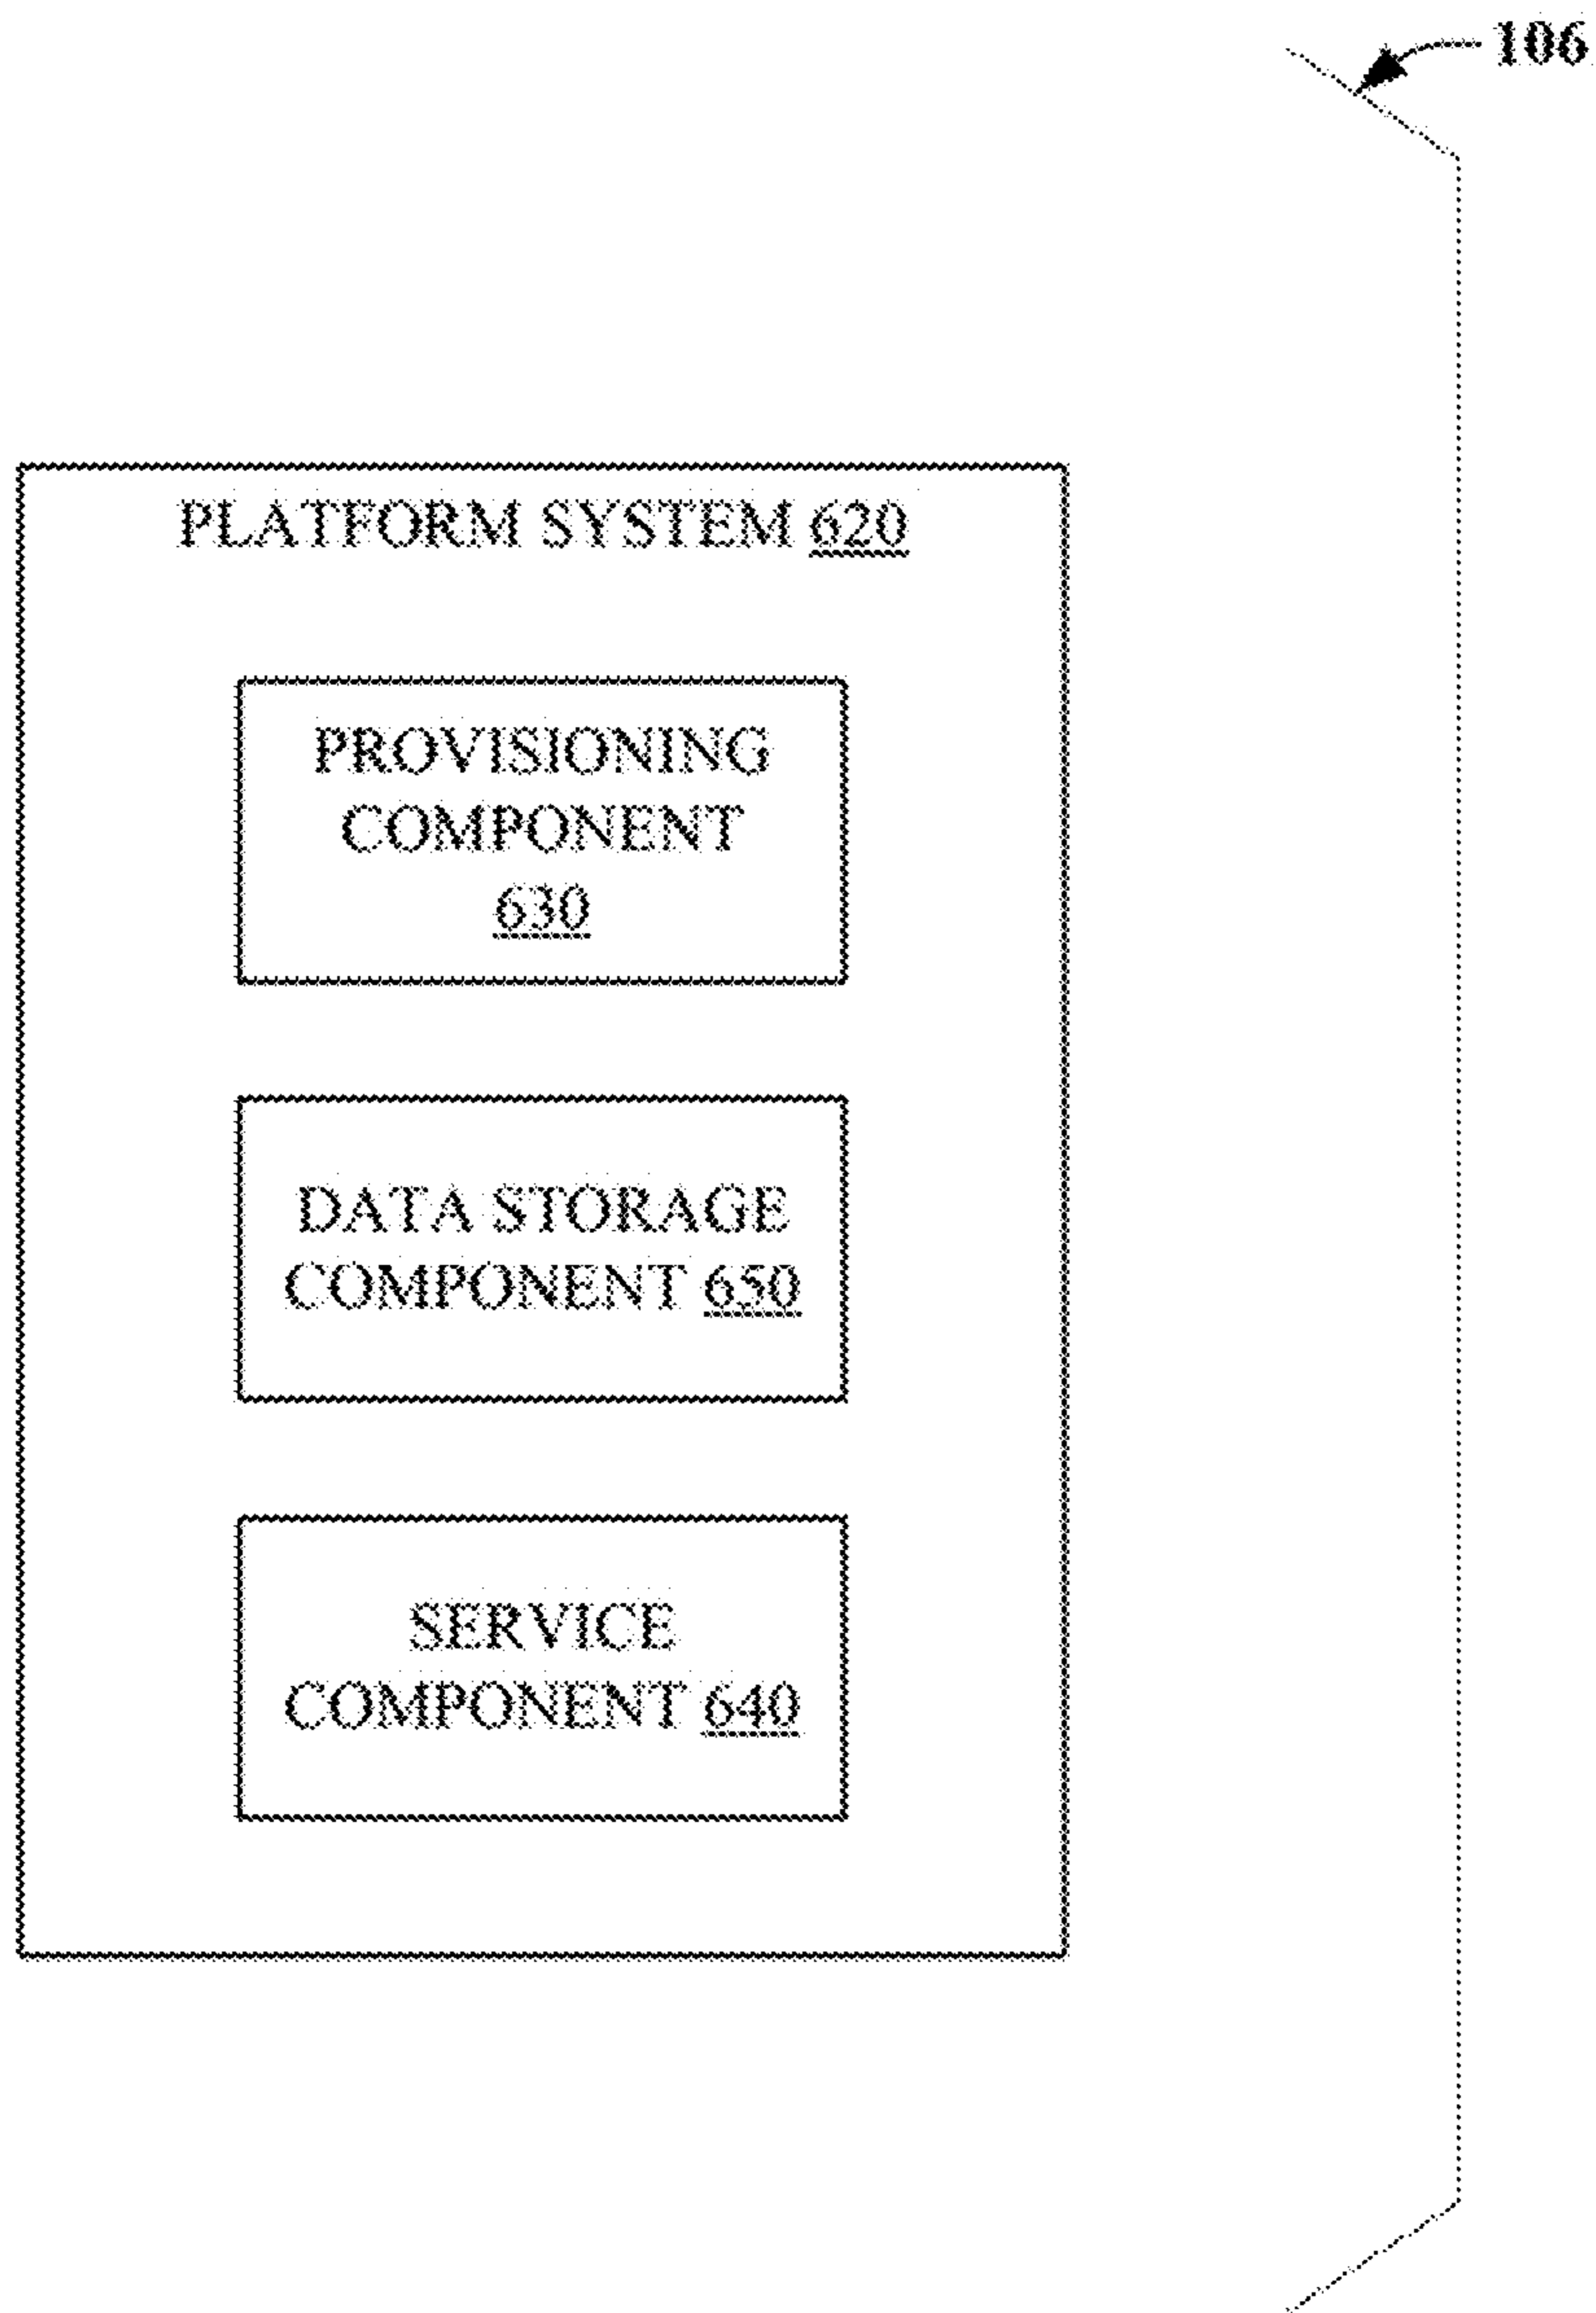 106
PLATFORM SYSTEM 620
PROVISIONING
COMPONENT
630
DATA STORAGE
COMPONENT 650
SERVICE
COMPONENT 640